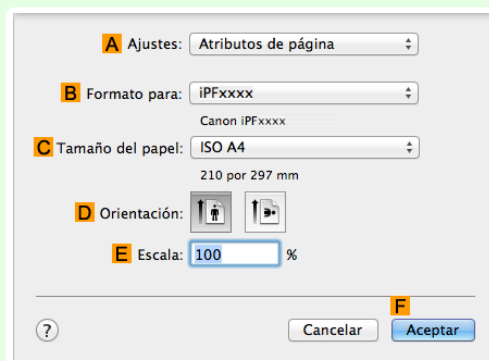 A Ajustes: Atributos de página
B Formato para: iPFxxxx
Canon iPFxxxx
C Tamaño del papel: ISO A4
210 por 297 mm
D Orientación:
E Escala: 100 %
F
? Cancelar Aceptar